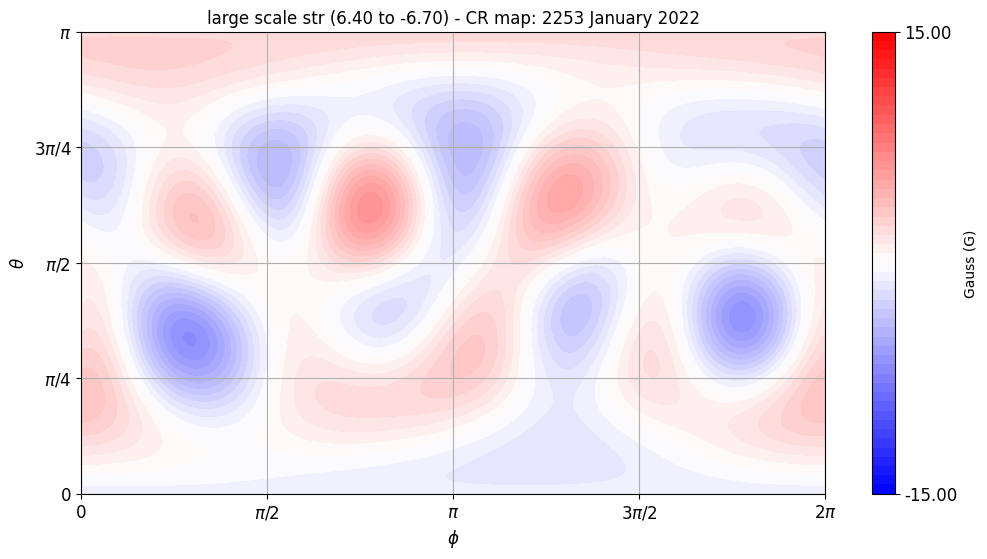 large scale str (6.40 to -6.70) - CR map: 2253 January 2022
π
3π/4
π/2
π/4
0
θ
0
π/2
π
3π/2
2π
ϕ
15.00
-15.00
Gauss (G)